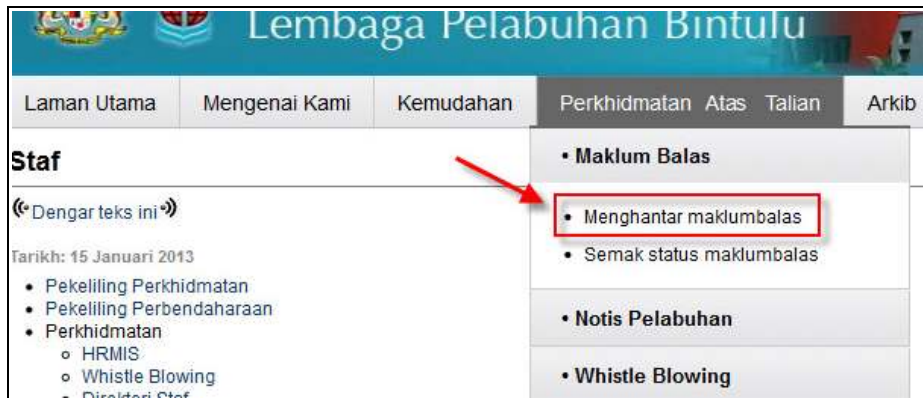 Lembaga Pelabuhan Bintulu
Laman Utama
Mengenai Kami
Kemudahan
Perkhidmatan Atas Talian
Arkib
Staf
Dengar teks ini
Tarikh: 15 Januari 2013
• Pekeliling Perkhidmatan
• Pekeliling Perbendaharaan
• Perkhidmatan
HRMIS
Whistle Blowing
Direktori Staf
• Maklum Balas
• Menghantar maklumbalas
• Semak status maklumbalas
• Notis Pelabuhan
• Whistle Blowing